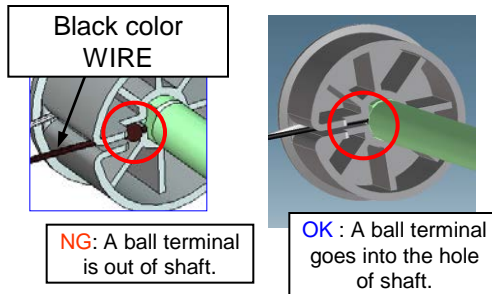 Black color
WIRE
NG: A ball terminal
is out of shaft.
OK : A ball terminal
goes into the hole
of shaft.